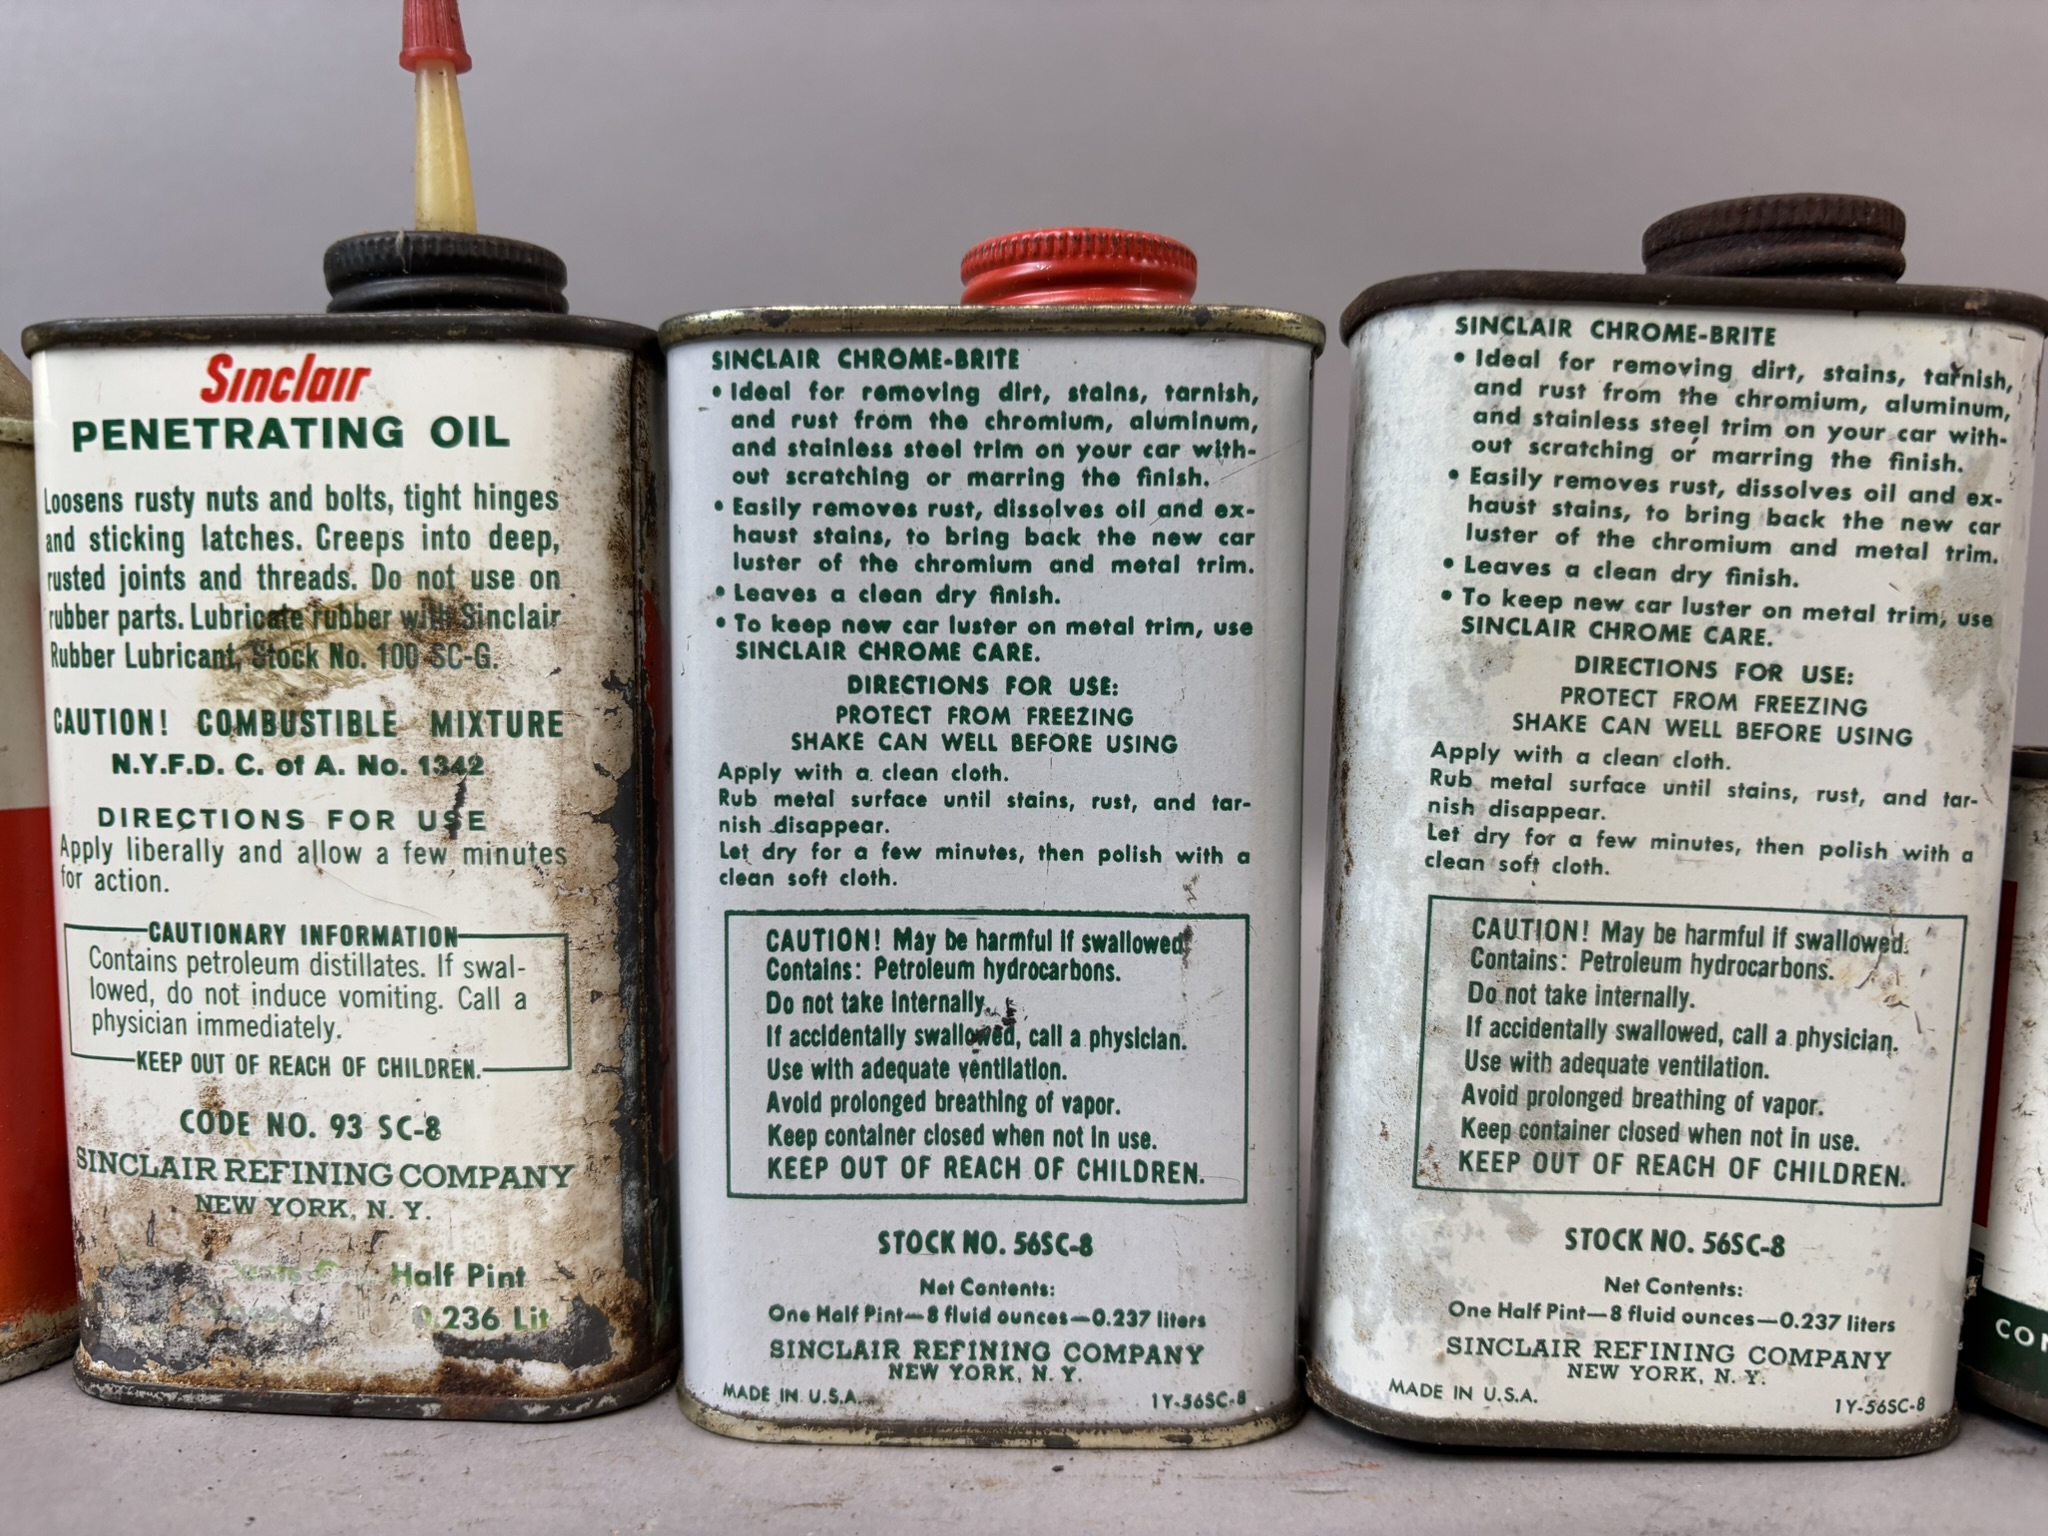 Sinclair
PENETRATING OIL
Loosens rusty nuts and bolts, tight hinges
and sticking latches. Creeps into deep,
rusted joints and threads. Do not use on
rubber parts. Lubricate rubber with Sinclair
Rubber Lubricant, Stock No. 100 SC-G.
CAUTION! COMBUSTIBLE MIXTURE
N.Y.F.D. C. of A. No. 1342
DIRECTIONS FOR USE
Apply liberally and allow a few minutes
for action.
CAUTIONARY INFORMATION
Contains petroleum distillates. If swal-
lowed, do not induce vomiting. Call a
physician immediately.
KEEP OUT OF REACH OF CHILDREN.
CODE NO. 93 SC-8
SINCLAIR REFINING COMPANY
NEW YORK, N. Y.
Half Pint
0.236 Lit
SINCLAIR CHROME-BRITE
• Ideal for removing dirt, stains, tarnish,
and rust from the chromium, aluminum,
and stainless steel trim on your car with-
out scratching or marring the finish.
• Easily removes rust, dissolves oil and ex-
haust stains, to bring back the new car
luster of the chromium and metal trim.
• Leaves a clean dry finish.
• To keep new car luster on metal trim, use
SINCLAIR CHROME CARE.
DIRECTIONS FOR USE:
PROTECT FROM FREEZING
SHAKE CAN WELL BEFORE USING
Apply with a clean cloth.
Rub metal surface until stains, rust, and tar-
nish disappear.
Let dry for a few minutes, then polish with a
clean soft cloth.
CAUTION! May be harmful if swallowed.
Contains: Petroleum hydrocarbons.
Do not take internally.
If accidentally swallowed, call a physician.
Use with adequate ventilation.
Avoid prolonged breathing of vapor.
Keep container closed when not in use.
KEEP OUT OF REACH OF CHILDREN.
STOCK NO. 56SC-8
Net Contents:
One Half Pint—8 fluid ounces—0.237 liters
SINCLAIR REFINING COMPANY
NEW YORK, N. Y.
MADE IN U.S.A. 1Y-56SC-8
SINCLAIR CHROME-BRITE
• Ideal for removing dirt, stains, tarnish,
and rust from the chromium, aluminum,
and stainless steel trim on your car with-
out scratching or marring the finish.
• Easily removes rust, dissolves oil and ex-
haust stains, to bring back the new car
luster of the chromium and metal trim.
• Leaves a clean dry finish.
• To keep new car luster on metal trim, use
SINCLAIR CHROME CARE.
DIRECTIONS FOR USE:
PROTECT FROM FREEZING
SHAKE CAN WELL BEFORE USING
Apply with a clean cloth.
Rub metal surface until stains, rust, and tar-
nish disappear.
Let dry for a few minutes, then polish with a
clean soft cloth.
CAUTION! May be harmful if swallowed.
Contains: Petroleum hydrocarbons.
Do not take internally.
If accidentally swallowed, call a physician.
Use with adequate ventilation.
Avoid prolonged breathing of vapor.
Keep container closed when not in use.
KEEP OUT OF REACH OF CHILDREN.
STOCK NO. 56SC-8
Net Contents:
One Half Pint—8 fluid ounces—0.237 liters
SINCLAIR REFINING COMPANY
NEW YORK, N. Y.
MADE IN U.S.A. 1Y-56SC-8